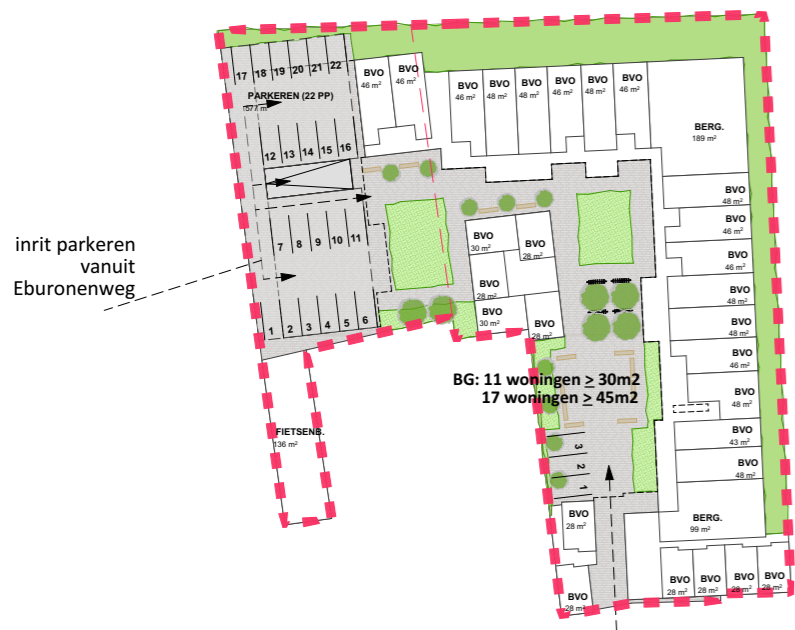 17 18 19 20 21 22
PARKEREN (22 PP)
577 m²
12 13 14 15 16
7 8 9 10 11
1 2 3 4 5 6
inrit parkeren
vanuit
Eburonenweg
FIETSENB.
136 m²
BVO
46 m²
BVO
46 m²
BVO
46 m²
BVO
48 m²
BVO
48 m²
BVO
46 m²
BVO
48 m²
BVO
46 m²
BERG.
189 m²
BVO
48 m²
BVO
46 m²
BVO
46 m²
BVO
48 m²
BVO
48 m²
BVO
46 m²
BVO
48 m²
BVO
43 m²
BVO
48 m²
BERG.
99 m²
BVO
30 m²
BVO
28 m²
BVO
28 m²
BVO
30 m²
BVO
28 m²
BG: 11 woningen ≥ 30m2
17 woningen ≥ 45m2
3
2
1
BVO
28 m²
BVO
28 m²
BVO
28 m²
BVO
28 m²
BVO
28 m²
BVO
28 m²